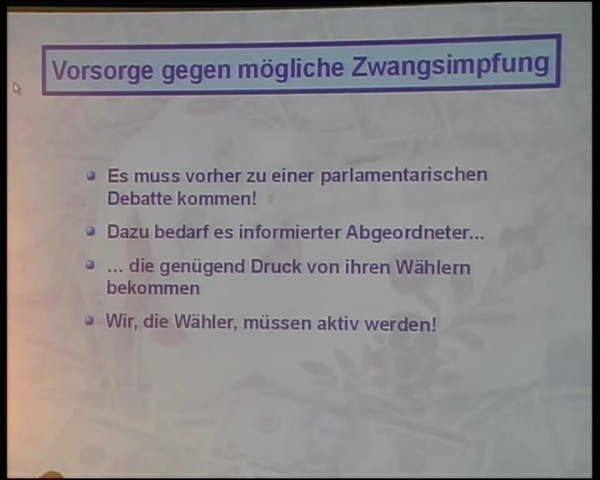 Vorsorge gegen mögliche Zwangsimpfung
Es muss vorher zu einer parlamentarischen
Debatte kommen!
Dazu bedarf es informierter Abgeordneter...
... die genügend Druck von ihren Wählern
bekommen
Wir, die Wähler, müssen aktiv werden!